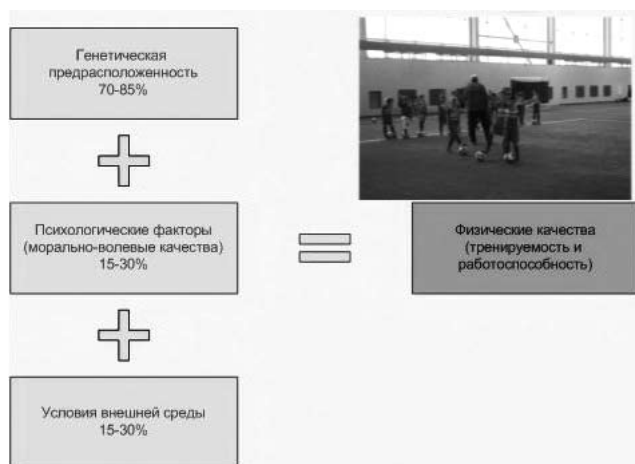 Генетическая
предрасположенность
70-85%
Психологические факторы
(морально-волевые качества)
15-30%
Физические качества
(тренируемость и
работоспособность)
Условия внешней среды
15-30%